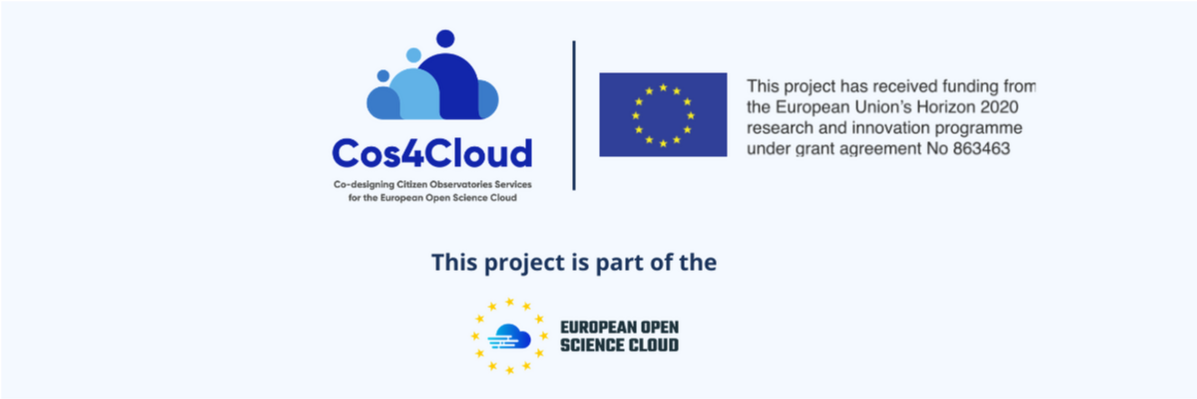 Cos4Cloud
Co-designing Citizen Observatories Services
for the European Open Science Cloud
This project has received funding from
the European Union's Horizon 2020
research and innovation programme
under grant agreement No 863463
This project is part of the
EUROPEAN OPEN
SCIENCE CLOUD